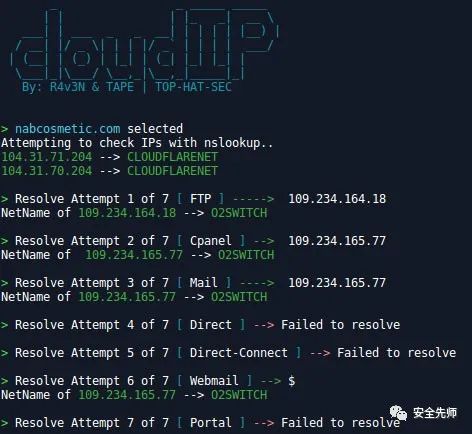 cloudIP
By: R4v3N & TAPE | TOP-HAT-SEC
> nabcosmetic.com selected
Attempting to check IPs with nslookup..
104.31.71.204 --> CLOUDFLARENET
104.31.70.204 --> CLOUDFLARENET
> Resolve Attempt 1 of 7 [ FTP ] ----->  109.234.164.18
NetName of 109.234.164.18 --> O2SWITCH
> Resolve Attempt 2 of 7 [ Cpanel ] -->  109.234.165.77
NetName of  109.234.165.77 --> O2SWITCH
> Resolve Attempt 3 of 7 [ Mail ] ---->  109.234.165.77
NetName of 109.234.165.77 --> O2SWITCH
> Resolve Attempt 4 of 7 [ Direct ] --> Failed to resolve
> Resolve Attempt 5 of 7 [ Direct-Connect ] --> Failed to resolve
> Resolve Attempt 6 of 7 [ Webmail ] --> $
NetName of 109.234.165.77 --> O2SWITCH
> Resolve Attempt 7 of 7 [ Portal ] --> Failed to resolve
安全先师